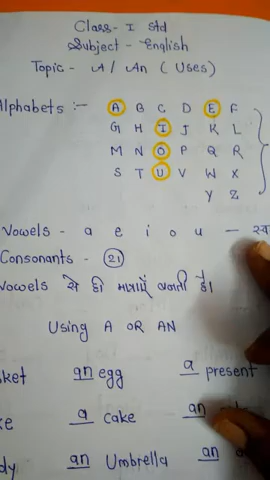 Class- I std
Subject - English
Topic - A / An (Uses)
Alphabets :- A B C D E F
G H I J K L
M N O P Q R
S T U V W X
Y Z
Vowels - a e i o u -
Consonants - 21
Vowels से ही मात्राएँ बनती हैं।
Using A OR AN
an egg a present
a cake an
an Umbrella an